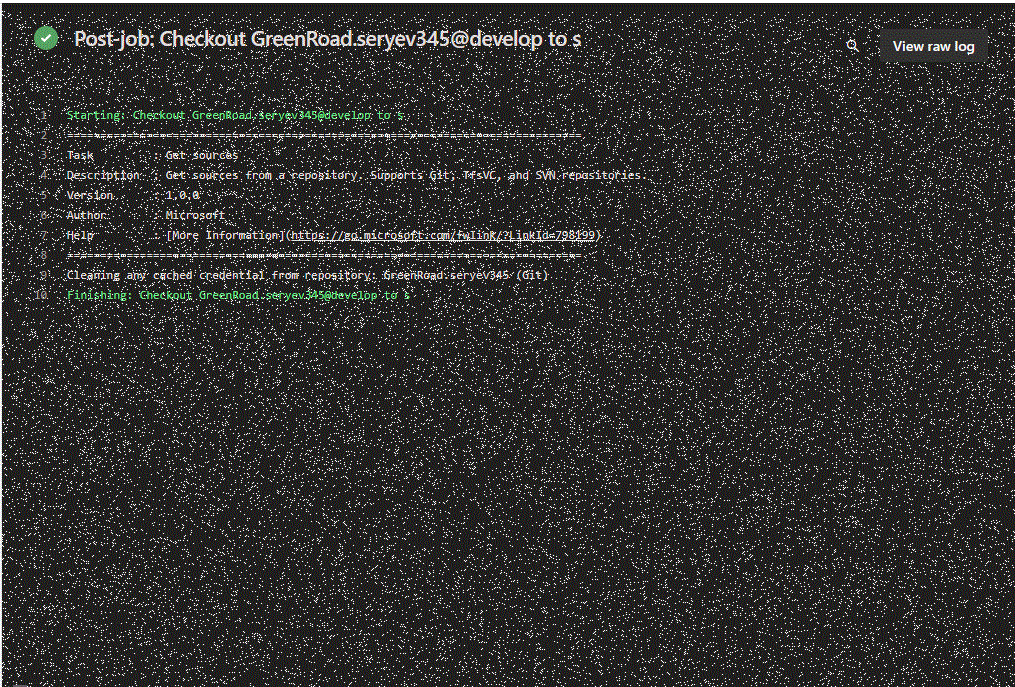 Post-job: Checkout GreenRoad.seryev345@develop to s
View raw log
1 Starting: Checkout GreenRoad.seryev345@develop to s
2 ==============================================================================
3 Task         : Get sources
4 Description  : Get sources from a repository. Supports Git, TfsVC, and SVN repositories.
5 Version      : 1.0.0
6 Author       : Microsoft
7 Help         : [More Information](https://go.microsoft.com/fwlink/?LinkId=798199)
8 ==============================================================================
9 Cleaning any cached credential from repository: GreenRoad.seryev345 (Git)
10 Finishing: Checkout GreenRoad.seryev345@develop to s